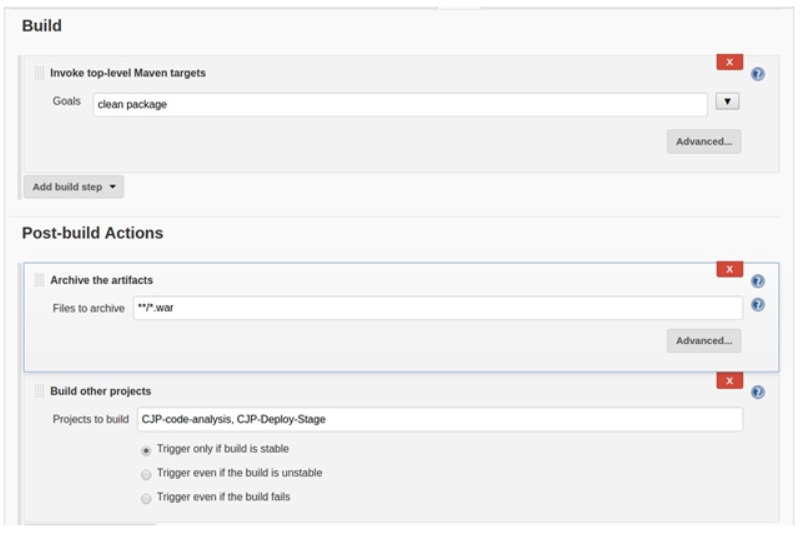 Build
X
Invoke top-level Maven targets
Goals clean package
Advanced...
Add build step
Post-build Actions
X
Archive the artifacts
Files to archive **/*.war
Advanced...
X
Build other projects
Projects to build CJP-code-analysis, CJP-Deploy-Stage
Trigger only if build is stable
Trigger even if the build is unstable
Trigger even if the build fails